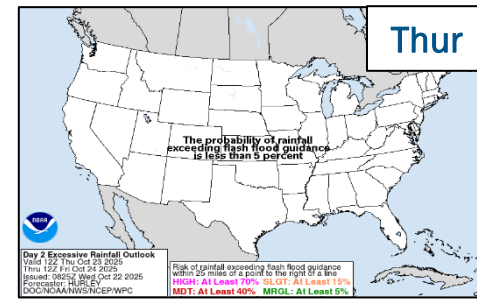 Thur
The probability of rainfall
exceeding flash flood guidance
is less than 5 percent
NOAA
Day 2 Excessive Rainfall Outlook
Valid 12Z Thu Oct 23 2025
Thru 12Z Fri Oct 24 2025
Issued: 0825Z Wed Oct 22 2025
Forecaster: HURLEY
DOC/NOAA/NWS/NCEP/WPC
Risk of rainfall exceeding flash flood guidance
within 25 miles of a point to the right of a line
HIGH: At Least 70% SLGT: At Least 15%
MDT: At Least 40% MRGL: At Least 5%